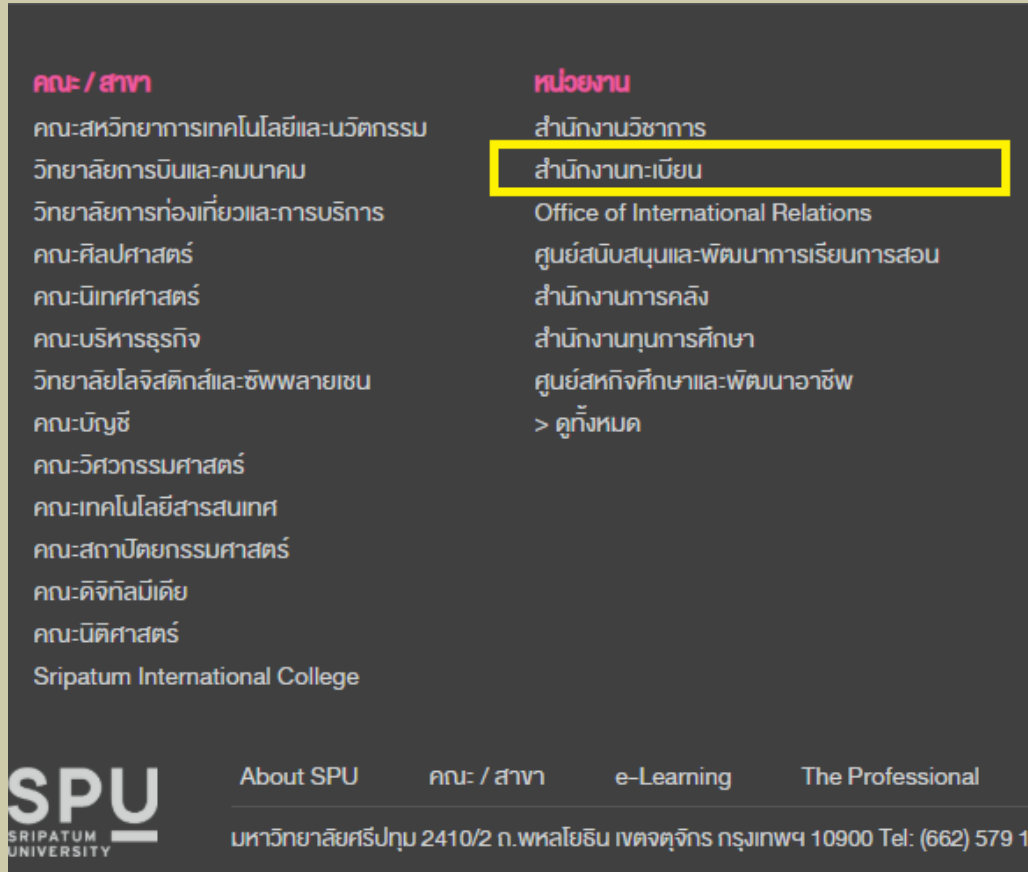 คณะ / สาขา
คณะสหวิทยาการเทคโนโลยีและนวัตกรรม
วิทยาลัยการบินและคมนาคม
วิทยาลัยการท่องเที่ยวและการบริการ
คณะศิลปศาสตร์
คณะนิเทศศาสตร์
คณะบริหารธุรกิจ
วิทยาลัยโลจิสติกส์และซัพพลายเชน
คณะบัญชี
คณะวิศวกรรมศาสตร์
คณะเทคโนโลยีสารสนเทศ
คณะสถาปัตยกรรมศาสตร์
คณะดิจิทัลมีเดีย
คณะนิติศาสตร์
Sripatum International College
หน่วยงาน
สำนักงานวิชาการ
สำนักงานทะเบียน
Office of International Relations
ศูนย์สนับสนุนและพัฒนาการเรียนการสอน
สำนักงานการคลัง
สำนักงานทุนการศึกษา
ศูนย์สหกิจศึกษาและพัฒนาอาชีพ
> ดูทั้งหมด
SPU
SRIPATUM
UNIVERSITY
About SPU คณะ / สาขา e-Learning The Professional
มหาวิทยาลัยศรีปทุม 2410/2 ถ.พหลโยธิน เขตจตุจักร กรุงเทพฯ 10900 Tel: (662) 579 1